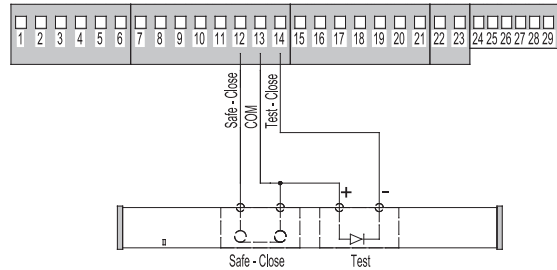 1 2 3 4 5 6 7 8 9 10 11 12 13 14 15 16 17 18 19 20 21 22 23 24 25 26 27 28 29
Safe - Close
COM
Test - Close
+ -
Safe - Close Test